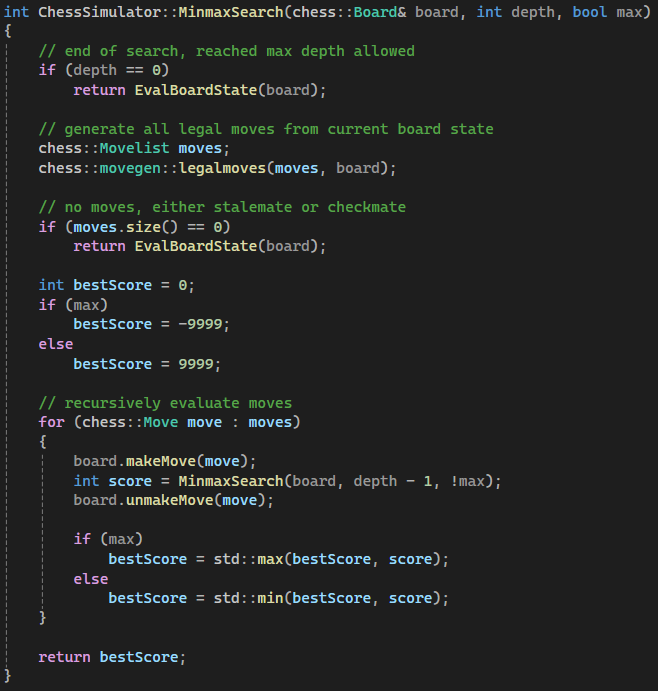 int ChessSimulator::MinmaxSearch(chess::Board& board, int depth, bool max)
{
    // end of search, reached max depth allowed
    if (depth == 0)
        return EvalBoardState(board);

    // generate all legal moves from current board state
    chess::Movelist moves;
    chess::movegen::legalmoves(moves, board);

    // no moves, either stalemate or checkmate
    if (moves.size() == 0)
        return EvalBoardState(board);

    int bestScore = 0;
    if (max)
        bestScore = -9999;
    else
        bestScore = 9999;

    // recursively evaluate moves
    for (chess::Move move : moves)
    {
        board.makeMove(move);
        int score = MinmaxSearch(board, depth - 1, !max);
        board.unmakeMove(move);

        if (max)
            bestScore = std::max(bestScore, score);
        else
            bestScore = std::min(bestScore, score);
    }

    return bestScore;
}